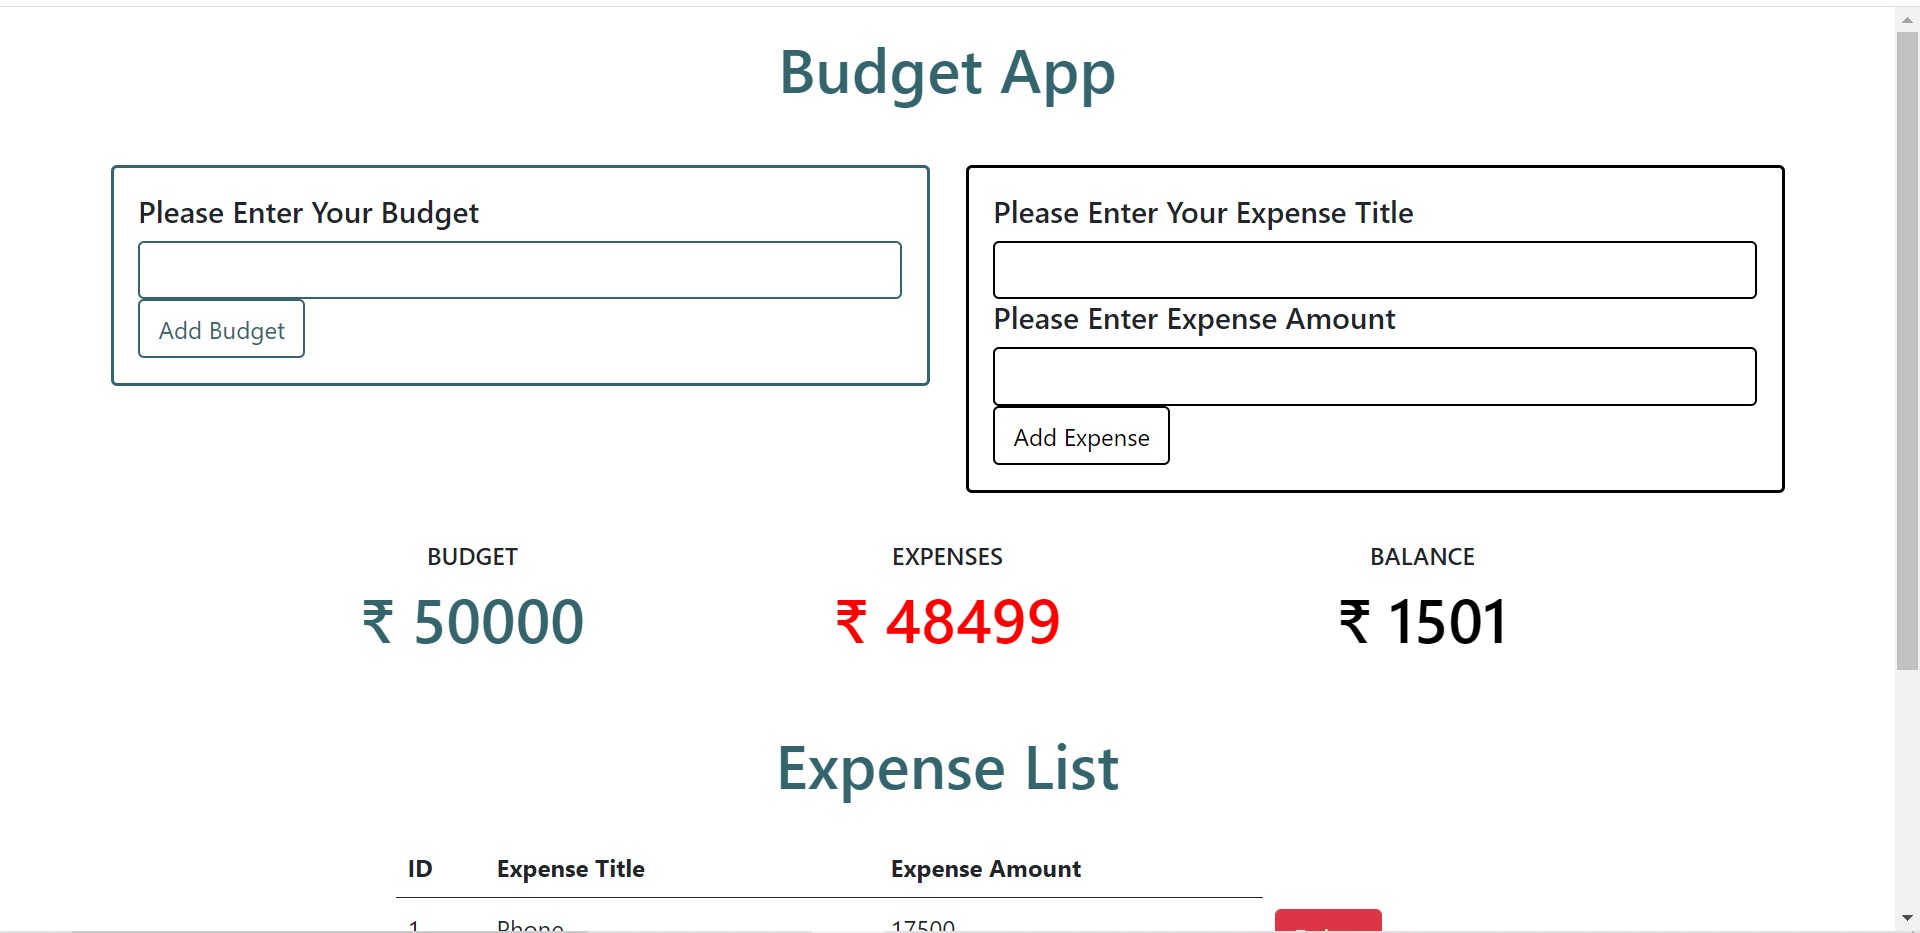 Budget App
Please Enter Your Budget
Add Budget
Please Enter Your Expense Title
Please Enter Expense Amount
Add Expense
BUDGET EXPENSES BALANCE
₹ 50000 ₹ 48499 ₹ 1501
Expense List
ID Expense Title Expense Amount
1 Phone 17500